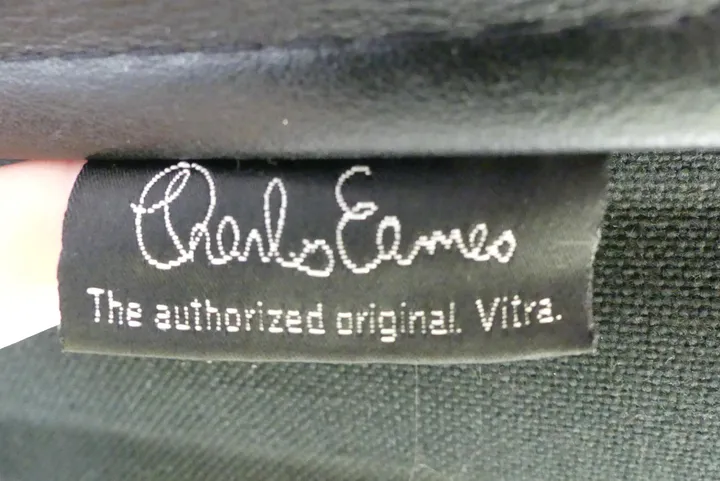 Charles Eames
The authorized original. Vitra.